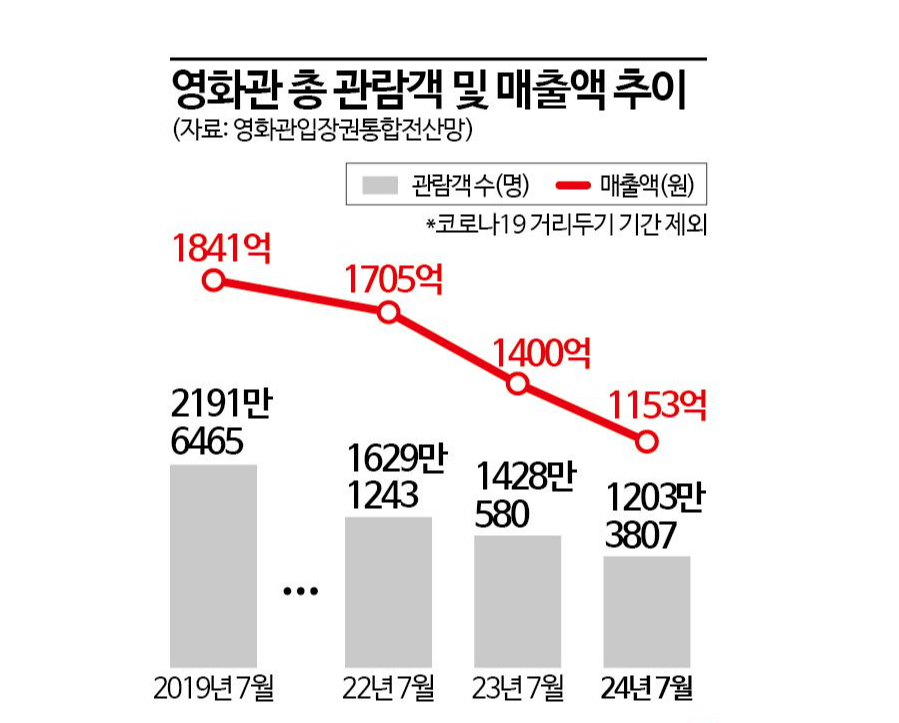 영화관 총 관람객 및 매출액 추이
(자료: 영화관입장권통합전산망)
관람객 수(명) 매출액(원)
*코로나19 거리두기 기간 제외
1841억
1705억
1400억
1153억
2191만
6465
1629만
1243
1428만
580
1203만
3807
...
2019년 7월 22년 7월 23년 7월 24년 7월